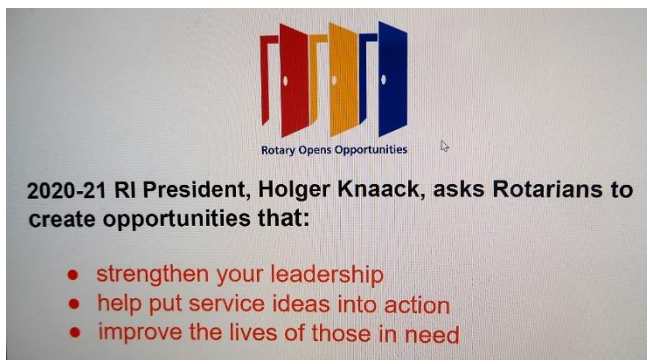 Rotary Opens Opportunities
2020-21 RI President, Holger Knaack, asks Rotarians to
create opportunities that:
• strengthen your leadership
• help put service ideas into action
• improve the lives of those in need